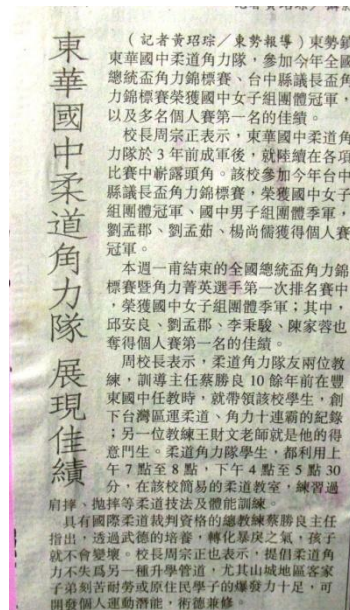 東華國中柔道角力隊 展現佳績
（記者黃玿琮／東勢報導）東勢鎮
東華國中柔道角力隊，參加今年全國
總統盃角力錦標賽、台中縣議長盃角
力錦標賽榮獲國中女子組團體冠軍，
以及多名個人賽第一名的佳績。
校長周宗正表示，東華國中柔道角
力隊於3年前成軍後，就陸續在各項
比賽中嶄露頭角。該校參加今年台中
縣議長盃角力錦標賽，榮獲國中女子
組團體冠軍、國中男子組團體季軍，
劉孟郡、劉孟茹、楊尚儒獲得個人賽
冠軍。
本週一甫結束的全國總統盃角力錦
標賽暨角力菁英選手第一次排名賽中
，榮獲國中女子組團體季軍；其中，
邱安良、劉孟郡、李秉駿、陳家蓉也
奪得個人賽第一名的佳績。
周校長表示，柔道角力隊友兩位教
練，訓導主任蔡勝良10餘年前在豐
東國中任教時，就帶領該校學生，創
下台灣區運柔道、角力十連霸的紀錄
；另一位教練王財文老師就是他的得
意門生。柔道角力隊學生，都利用上
午7點至8點，下午4點至5點30
分，在該校簡易的柔道教室，練習過
肩摔、拋摔等柔道技法及體能訓練。
具有國際柔道裁判資格的總教練蔡勝良主任
指出，透過武德的培養，轉化暴戾之氣，孩子
就不會變壞。校長周宗正也表示，提倡柔道角
力不失爲另一種升學管道，尤其山城地區客家
子弟刻苦耐勞或原住民學子的爆發力十足，可
開發個人運動潛能，術德兼修。